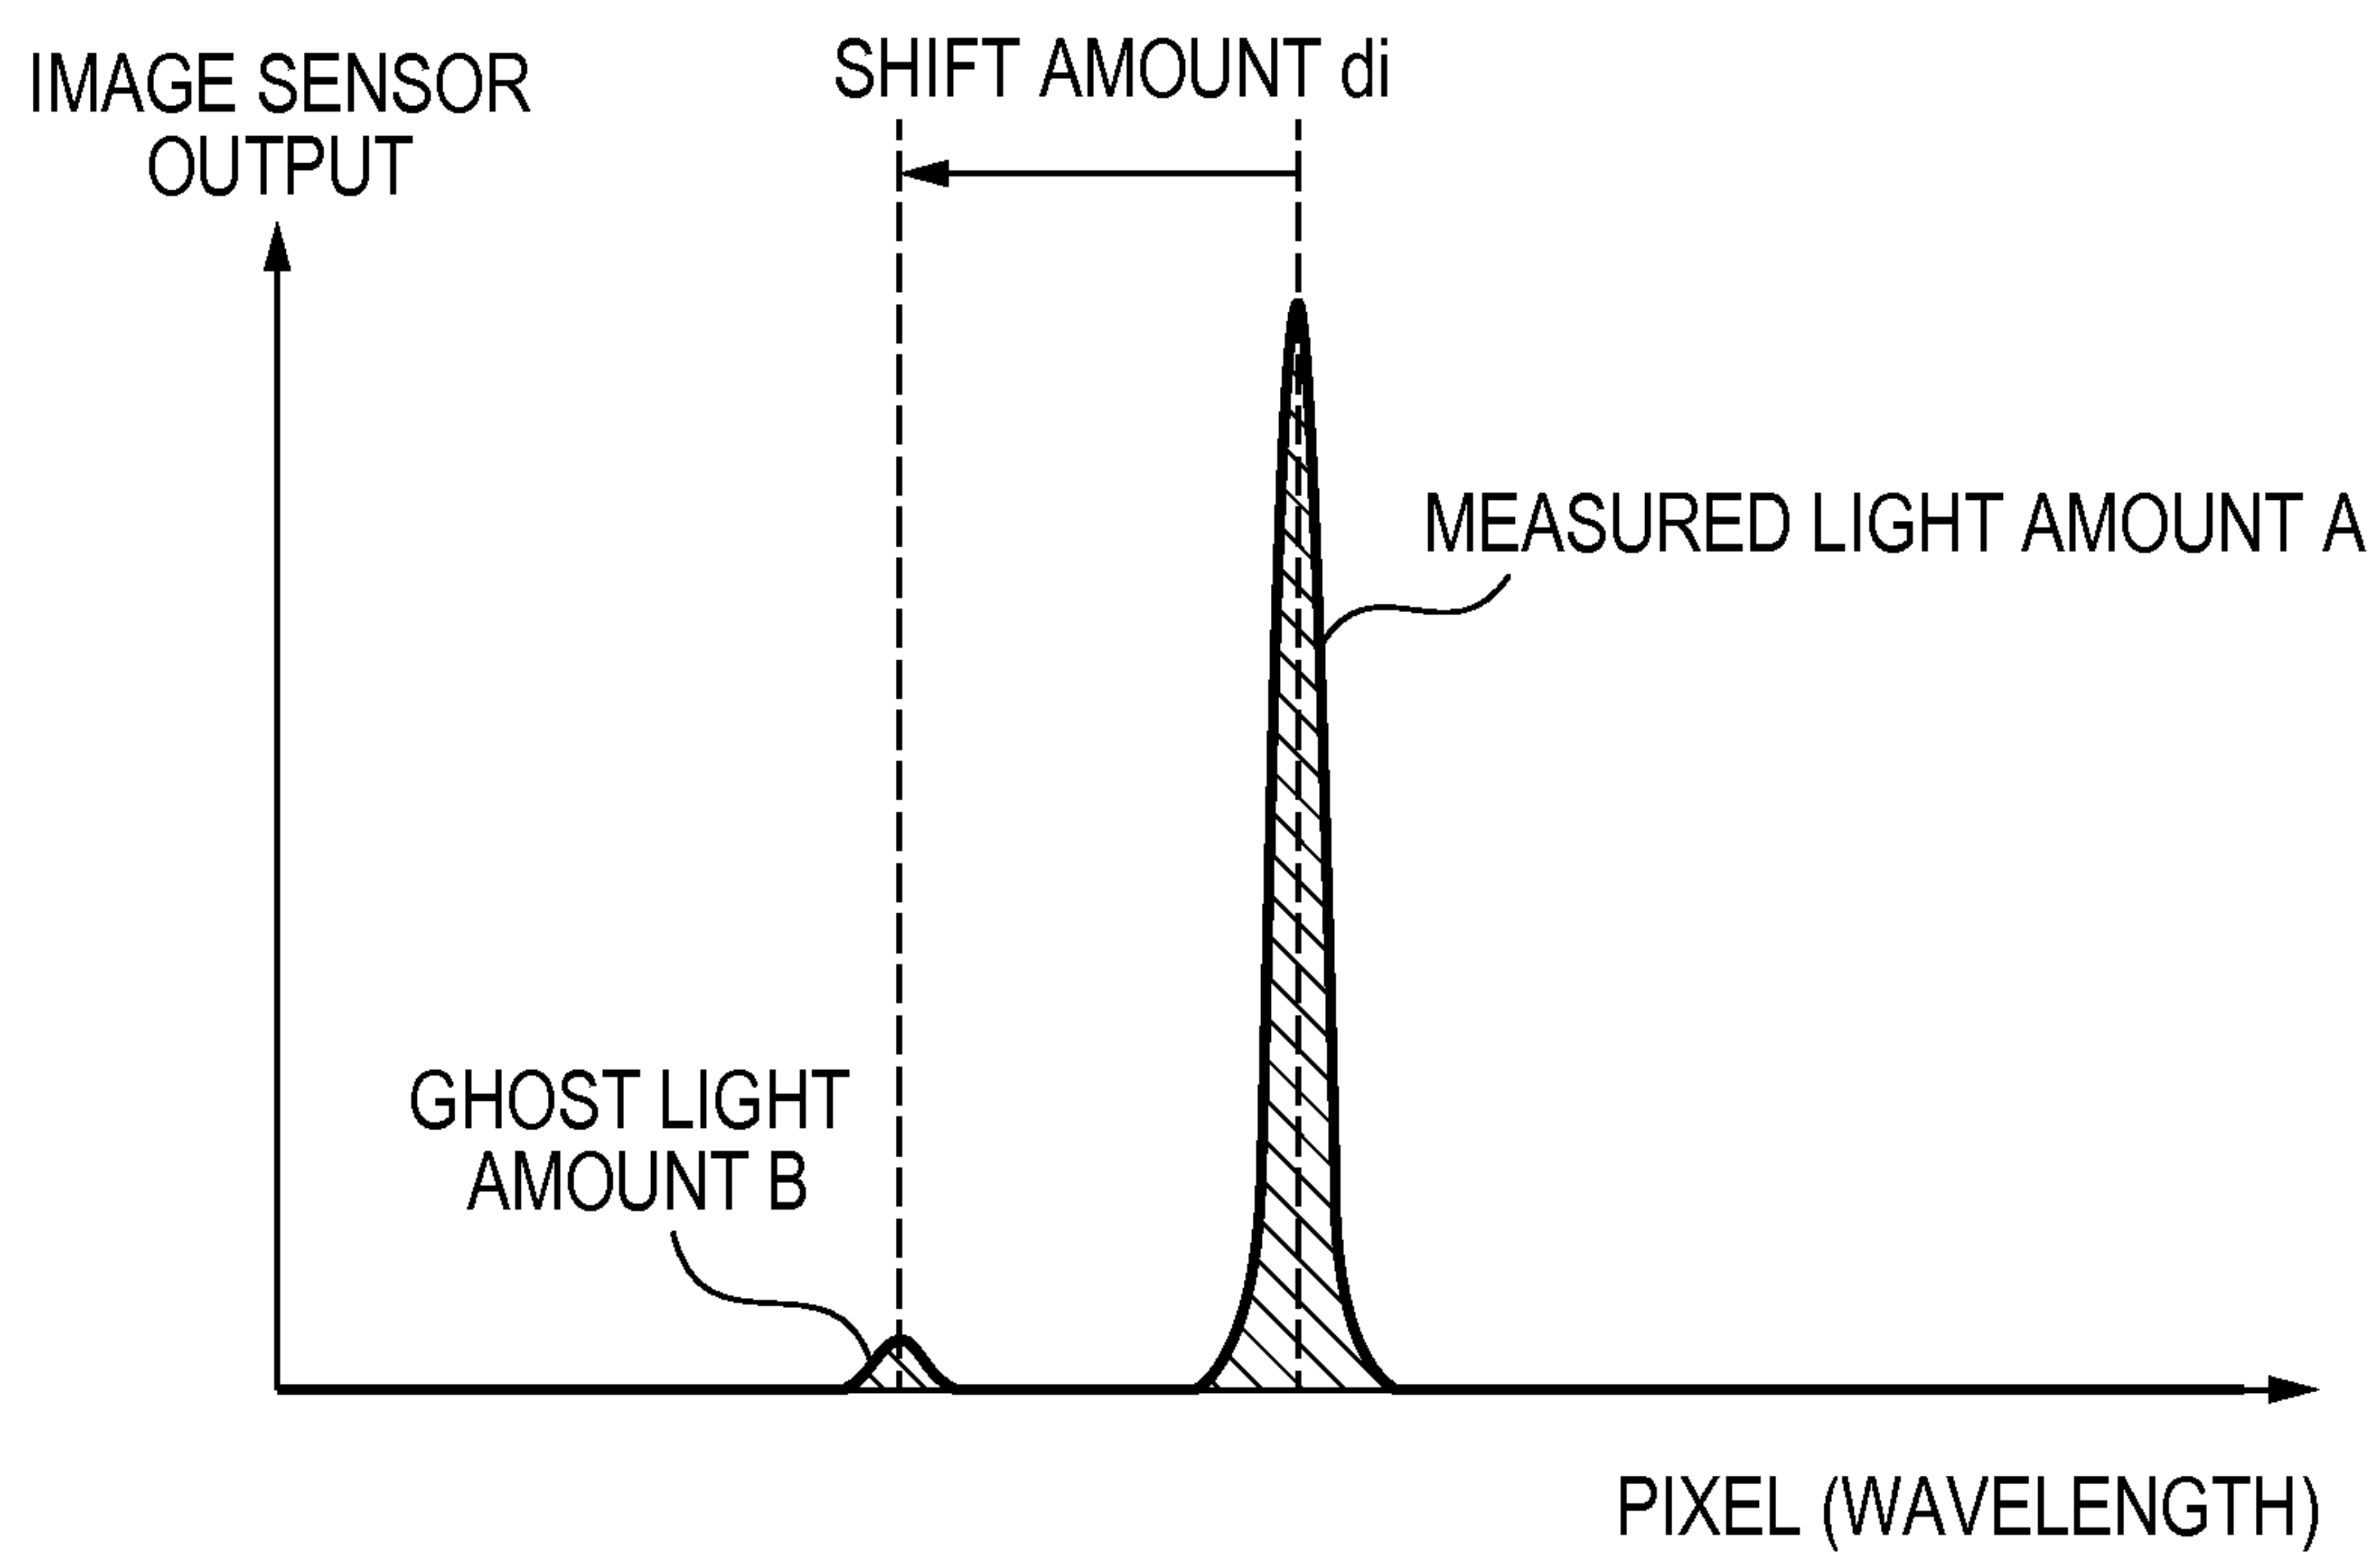 IMAGE SENSOR
OUTPUT
SHIFT AMOUNT di
MEASURED LIGHT AMOUNT A
GHOST LIGHT
AMOUNT B
PIXEL (WAVELENGTH)